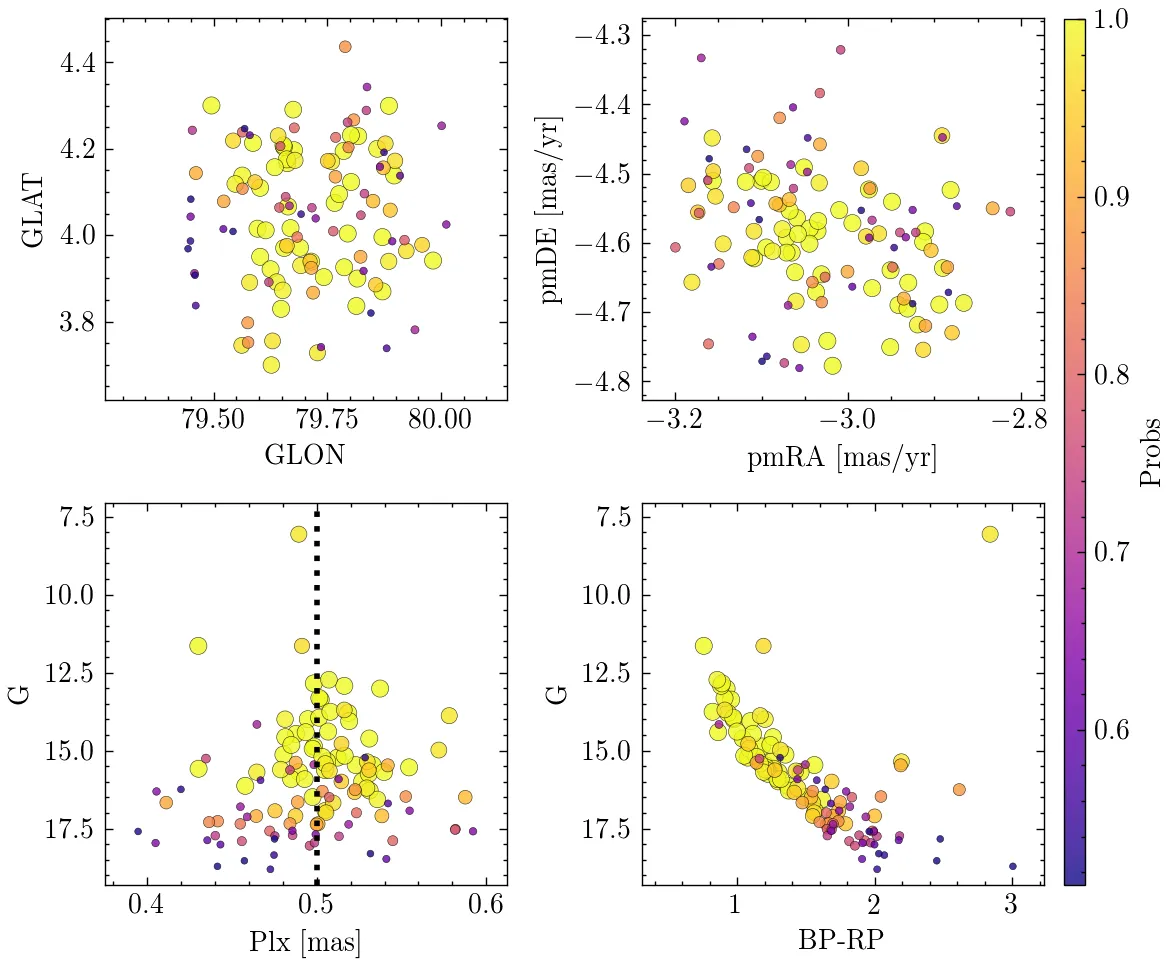 4.4
4.2
4.0
3.8
GLAT
79.50 79.75 80.00
GLON
−4.3
−4.4
−4.5
−4.6
−4.7
−4.8
pmDE [mas/yr]
−3.2 −3.0 −2.8
pmRA [mas/yr]
7.5
10.0
12.5
15.0
17.5
G
0.4 0.5 0.6
Plx [mas]
7.5
10.0
12.5
15.0
17.5
G
1 2 3
BP-RP
1.0
0.9
0.8
0.7
0.6
Probs